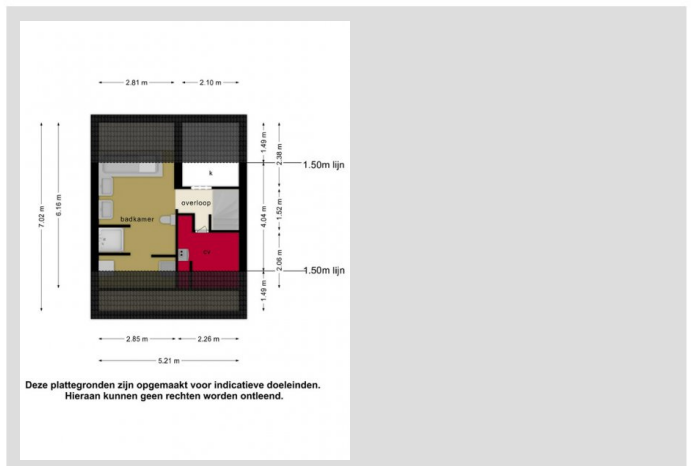 2.81 m 2.10 m
1.49 m
2.38 m
1.50m lijn
k
overloop
badkamer
7.02 m
6.16 m
4.04 m
1.52 m
cv
2.06 m
1.50m lijn
1.49 m
2.85 m 2.26 m
5.21 m
Deze plattegronden zijn opgemaakt voor indicatieve doeleinden.
Hieraan kunnen geen rechten worden ontleend.